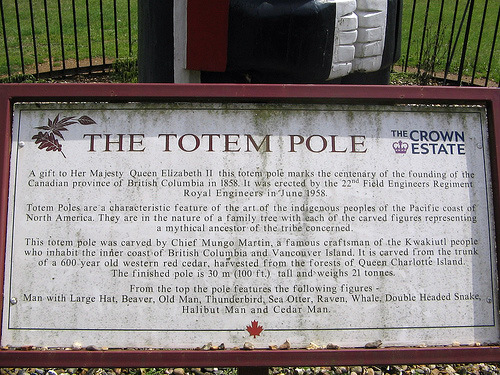 THE TOTEM POLE
THE CROWN
ESTATE
A gift to Her Majesty Queen Elizabeth II this totem pole marks the centenary of the founding of the
Canadian province of British Columbia in 1858. It was erected by the 22nd Field Engineers Regiment
Royal Engineers in June 1958.
Totem Poles are a characteristic feature of the art of the indigenous peoples of the Pacific coast of
North America. They are in the nature of a family tree with each of the carved figures representing
a mythical ancestor of the tribe concerned.
This totem pole was carved by Chief Mungo Martin, a famous craftsman of the Kwakiutl people
who inhabit the inner coast of British Columbia and Vancouver Island. It is carved from the trunk
of a 600 year old western red cedar, harvested from the forests of Queen Charlotte Island.
The finished pole is 30 m (100 ft.) tall and weighs 21 tonnes.
From the top the pole features the following figures -
Man with Large Hat, Beaver, Old Man, Thunderbird, Sea Otter, Raven, Whale, Double Headed Snake,
Halibut Man and Cedar Man.